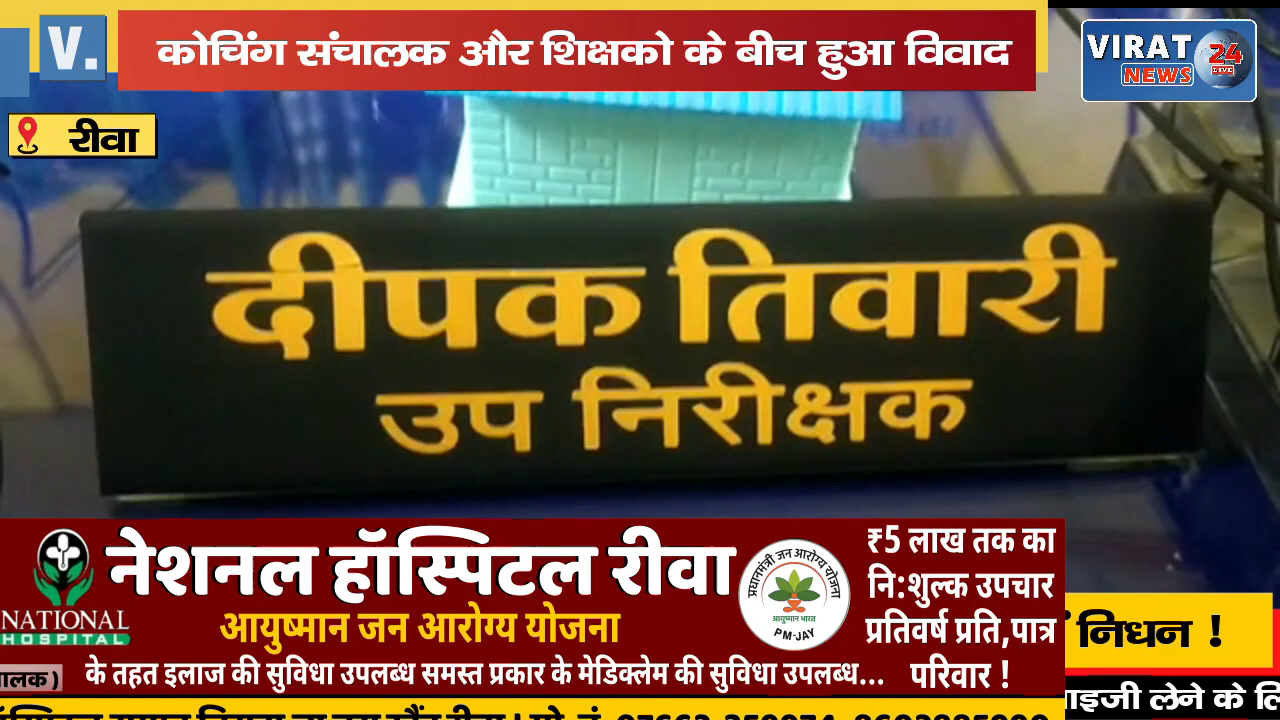 V.
कोचिंग संचालक और शिक्षको के बीच हुआ विवाद
VIRAT 24
NEWS LIVE
रीवा
दीपक तिवारी
उप निरीक्षक
नेशनल हॉस्पिटल रीवा
NATIONAL
HOSPITAL
आयुष्मान जन आरोग्य योजना
के तहत इलाज की सुविधा उपलब्ध समस्त प्रकार के मेडिक्लेम की सुविधा उपलब्ध...
प्रधानमंत्री जन आरोग्य योजना
आयुष्मान भारत
PM-JAY
₹5 लाख तक का
नि:शुल्क उपचार
प्रतिवर्ष प्रति,पात्र
परिवार !
निधन !
लेने के